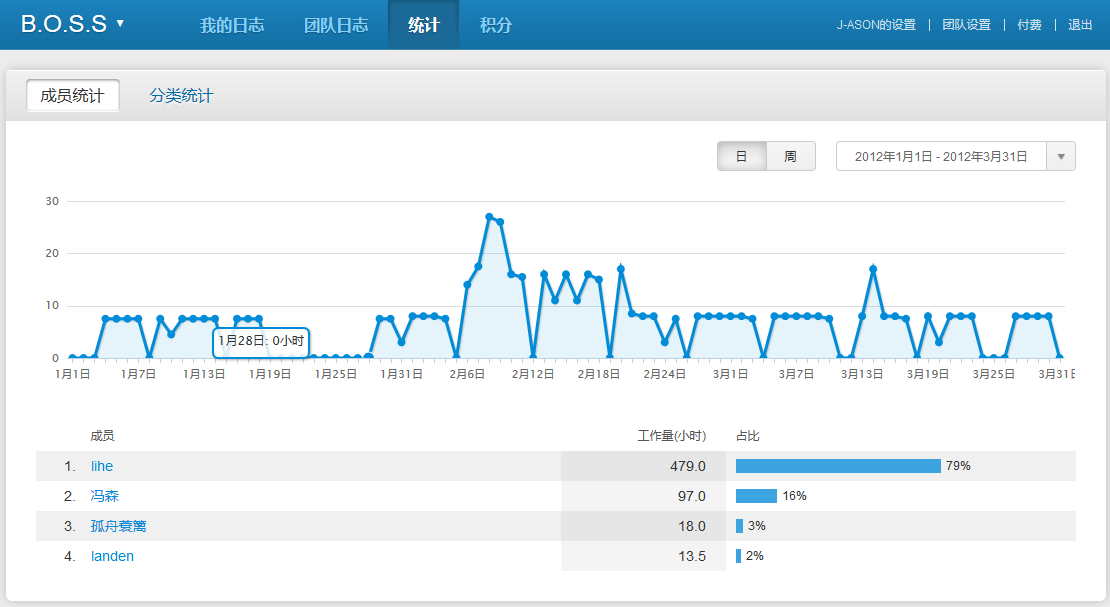 B.O.S.S ▼ 我的日志 团队日志 统计 积分 J-ASON的设置 | 团队设置 | 付费 | 退出
成员统计 分类统计
日 周 2012年1月1日 - 2012年3月31日
30
20
10
1月28日: 0小时
0
1月1日 1月7日 1月13日 1月19日 1月25日 1月31日 2月6日 2月12日 2月18日 2月24日 3月1日 3月7日 3月13日 3月19日 3月25日 3月31日
成员 工作量(小时) 占比
1. lihe 479.0 79%
2. 冯森 97.0 16%
3. 孤舟蓑篱 18.0 3%
4. landen 13.5 2%